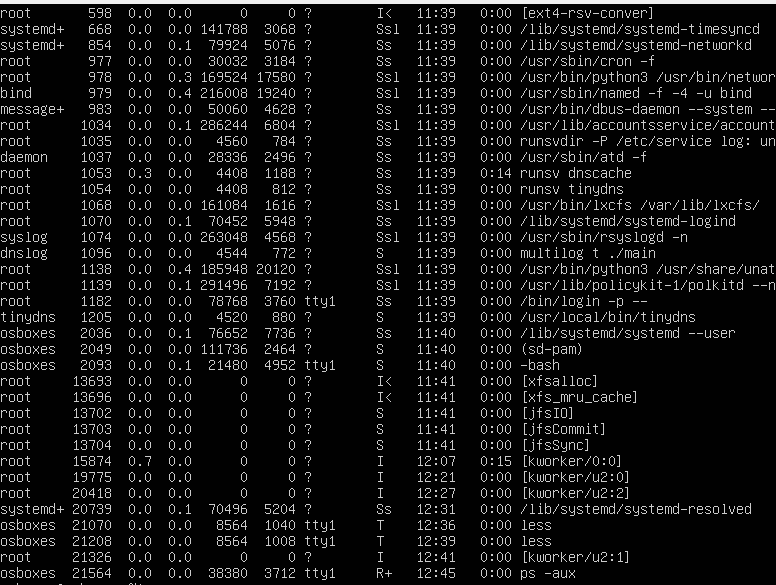 root       598  0.0  0.0      0     0 ?        I<   11:39   0:00 [ext4-rsv-conver]
systemd+   668  0.0  0.0 141788  3068 ?        Ssl  11:39   0:00 /lib/systemd/systemd-timesyncd
systemd+   854  0.0  0.1  79924  5076 ?        Ss   11:39   0:00 /lib/systemd/systemd-networkd
root       977  0.0  0.0  30032  3184 ?        Ss   11:39   0:00 /usr/sbin/cron -f
root       978  0.0  0.3 169524 17580 ?        Ssl  11:39   0:00 /usr/bin/python3 /usr/bin/networ
bind       979  0.0  0.4 216008 19240 ?        Ssl  11:39   0:00 /usr/sbin/named -f -4 -u bind
message+   983  0.0  0.0  50060  4628 ?        Ss   11:39   0:00 /usr/bin/dbus-daemon --system --
root      1034  0.0  0.1 286244  6804 ?        Ssl  11:39   0:00 /usr/lib/accountsservice/account
root      1035  0.0  0.0   4560   784 ?        Ss   11:39   0:00 runsvdir -P /etc/service log: un
daemon    1037  0.0  0.0  28336  2496 ?        Ss   11:39   0:00 /usr/sbin/atd -f
root      1053  0.3  0.0   4408  1188 ?        Ss   11:39   0:14 runsv dnscache
root      1054  0.0  0.0   4408   812 ?        Ss   11:39   0:00 runsv tinydns
root      1068  0.0  0.0 161084  1616 ?        Ssl  11:39   0:00 /usr/bin/lxcfs /var/lib/lxcfs/
root      1070  0.0  0.1  70452  5948 ?        Ss   11:39   0:00 /lib/systemd/systemd-logind
syslog    1074  0.0  0.0 263048  4568 ?        Ssl  11:39   0:00 /usr/sbin/rsyslogd -n
dnslog    1096  0.0  0.0   4544   772 ?        S    11:39   0:00 multilog t ./main
root      1138  0.0  0.4 185948 20120 ?        Ssl  11:39   0:00 /usr/bin/python3 /usr/share/unat
root      1139  0.0  0.1 291496  7192 ?        Ssl  11:39   0:00 /usr/lib/policykit-1/polkitd --n
root      1182  0.0  0.0  78768  3760 tty1     Ss   11:39   0:00 /bin/login -p --
tinydns   1205  0.0  0.0   4520   880 ?        S    11:39   0:00 /usr/local/bin/tinydns
osboxes   2036  0.0  0.1  76652  7736 ?        Ss   11:40   0:00 /lib/systemd/systemd --user
osboxes   2049  0.0  0.0 111736  2464 ?        S    11:40   0:00 (sd-pam)
osboxes   2093  0.0  0.1  21480  4952 tty1     S    11:40   0:00 -bash
root     13693  0.0  0.0      0     0 ?        I<   11:41   0:00 [xfsalloc]
root     13696  0.0  0.0      0     0 ?        I<   11:41   0:00 [xfs_mru_cache]
root     13702  0.0  0.0      0     0 ?        S    11:41   0:00 [jfsIO]
root     13703  0.0  0.0      0     0 ?        S    11:41   0:00 [jfsCommit]
root     13704  0.0  0.0      0     0 ?        S    11:41   0:00 [jfsSync]
root     15874  0.7  0.0      0     0 ?        I    12:07   0:15 [kworker/0:0]
root     19775  0.0  0.0      0     0 ?        I    12:21   0:00 [kworker/u2:0]
root     20418  0.0  0.0      0     0 ?        I    12:27   0:00 [kworker/u2:2]
systemd+ 20739  0.0  0.1  70496  5204 ?        Ss   12:31   0:00 /lib/systemd/systemd-resolved
osboxes  21070  0.0  0.0   8564  1040 tty1     T    12:36   0:00 less
osboxes  21208  0.0  0.0   8564  1008 tty1     T    12:39   0:00 less
root     21326  0.0  0.0      0     0 ?        I    12:41   0:00 [kworker/u2:1]
osboxes  21564  0.0  0.0  38380  3712 tty1     R+   12:45   0:00 ps -aux